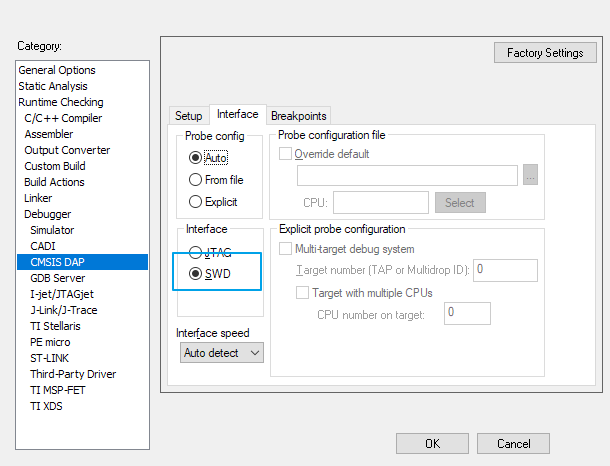 Category:
Factory Settings
General Options
Static Analysis
Runtime Checking
C/C++ Compiler
Assembler
Output Converter
Custom Build
Build Actions
Linker
Debugger
Simulator
CADI
CMSIS DAP
GDB Server
I-jet/JTAGjet
J-Link/J-Trace
TI Stellaris
PE micro
ST-LINK
Third-Party Driver
TI MSP-FET
TI XDS
Setup Interface Breakpoints
Probe config
Auto
From file
Explicit
Probe configuration file
Override default
...
CPU: Select
Interface
JTAG
SWD
Interface speed
Auto detect
Explicit probe configuration
Multi-target debug system
Target number (TAP or Multidrop ID): 0
Target with multiple CPUs
CPU number on target: 0
OK Cancel